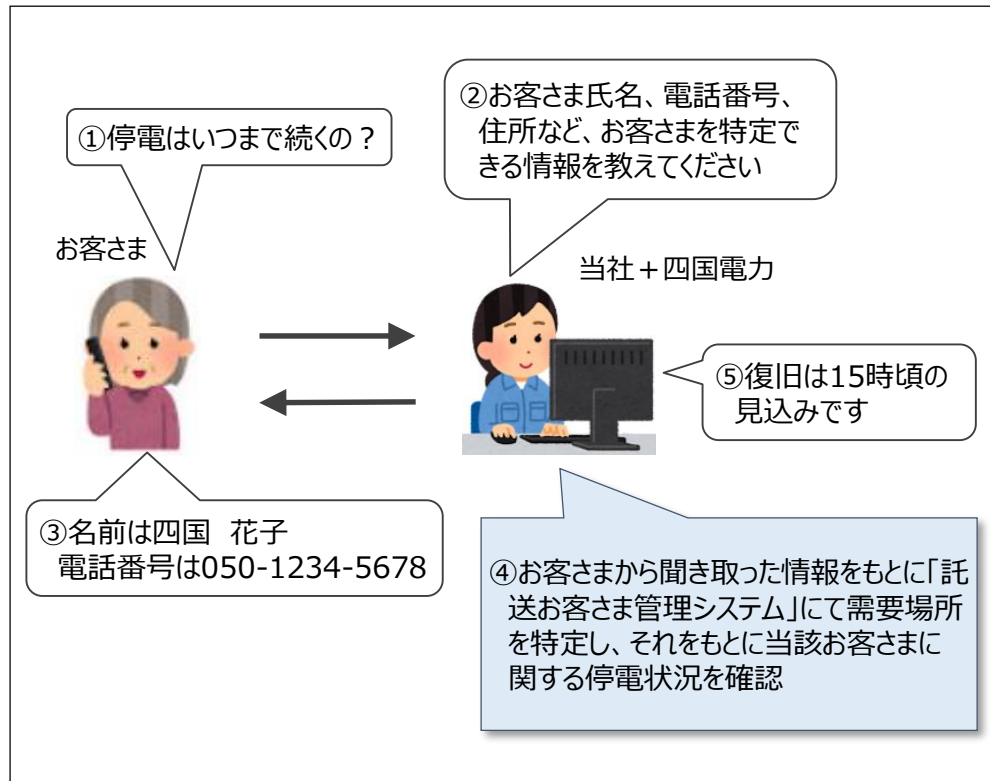 ①停電はいつまで続くの？
お客さま
②お客さま氏名、電話番号、
住所など、お客さまを特定で
きる情報を教えてください
当社＋四国電力
⑤復旧は15時頃の
見込みです
③名前は四国　花子
電話番号は050-1234-5678
④お客さまから聞き取った情報をもとに「託
送お客さま管理システム」にて需要場所
を特定し、それをもとに当該お客さまに
関する停電状況を確認